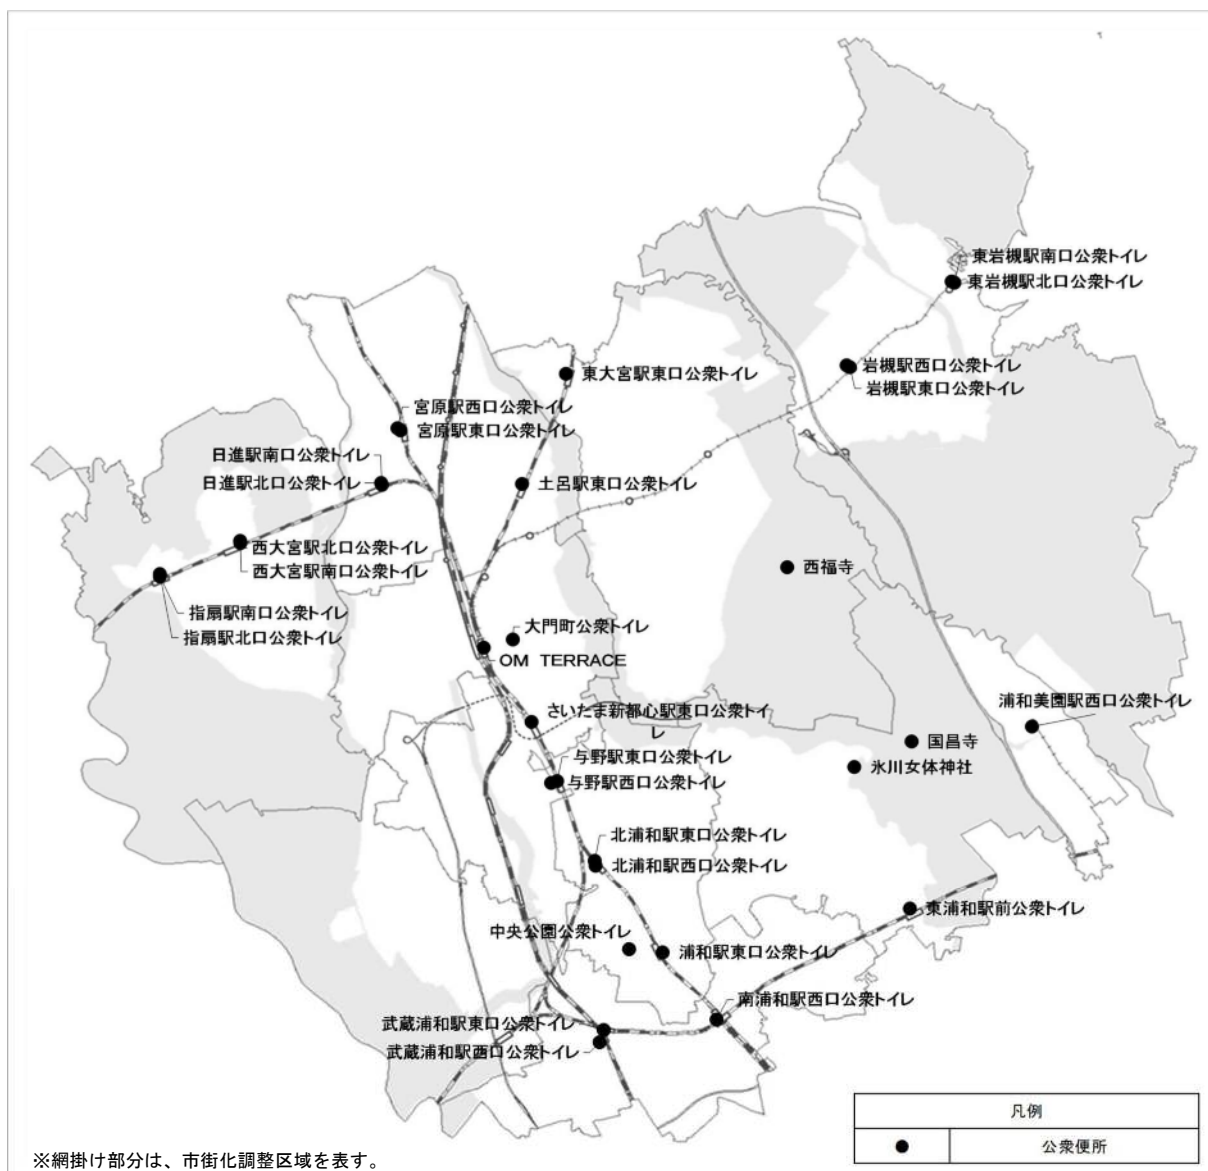 東岩槻駅南口公衆トイレ
東岩槻駅北口公衆トイレ
岩槻駅西口公衆トイレ
岩槻駅東口公衆トイレ
東大宮駅東口公衆トイレ
宮原駅西口公衆トイレ
宮原駅東口公衆トイレ
日進駅南口公衆トイレ
日進駅北口公衆トイレ
土呂駅東口公衆トイレ
西大宮駅北口公衆トイレ
西大宮駅南口公衆トイレ
西福寺
指扇駅南口公衆トイレ
指扇駅北口公衆トイレ
大門町公衆トイレ
OM TERRACE
浦和美園駅西口公衆トイレ
さいたま新都心駅東口公衆トイ
レ
国昌寺
与野駅東口公衆トイレ
氷川女体神社
与野駅西口公衆トイレ
北浦和駅東口公衆トイレ
北浦和駅西口公衆トイレ
東浦和駅前公衆トイレ
中央公園公衆トイレ
浦和駅東口公衆トイレ
南浦和駅西口公衆トイレ
武蔵浦和駅東口公衆トイレ
武蔵浦和駅西口公衆トイレ
凡例
公衆便所
※網掛け部分は、市街化調整区域を表す。